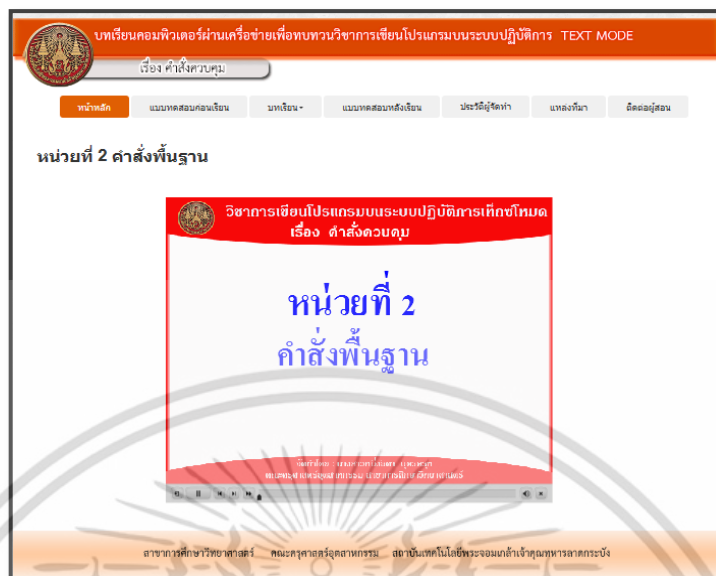 บทเรียนคอมพิวเตอร์ผ่านเครือข่ายเพื่อทบทวนวิชาการเขียนโปรแกรมบนระบบปฏิบัติการ TEXT MODE
เรื่อง คำสั่งควบคุม
หน้าหลัก แบบทดสอบก่อนเรียน บทเรียน แบบทดสอบหลังเรียน ประวัติผู้จัดทำ แหล่งที่มา ติดต่อผู้สอน
หน่วยที่ 2 คำสั่งพื้นฐาน
วิชาการเขียนโปรแกรมบนระบบปฏิบัติการเท็กซ์โหมด
เรื่อง คำสั่งควบคุม
หน่วยที่ 2
คำสั่งพื้นฐาน
จัดทำโดย
สาขาการศึกษาวิทยาศาสตร์ คณะครุศาสตร์อุตสาหกรรม สถาบันเทคโนโลยีพระจอมเกล้าเจ้าคุณทหารลาดกระบัง